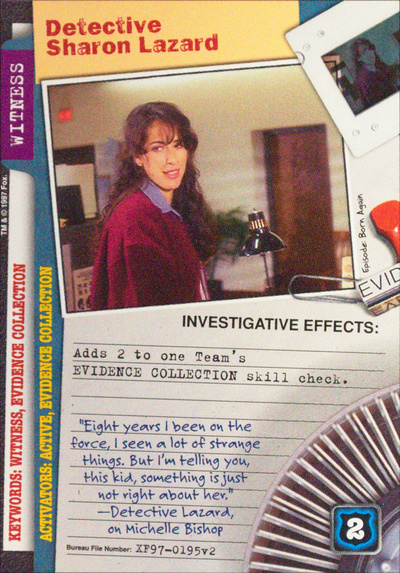 Detective
Sharon Lazard
WITNESS
TM & © 1997 Fox.
KEYWORDS: WITNESS, EVIDENCE COLLECTION
ACTIVATORS: ACTIVE, EVIDENCE COLLECTION
Episode: Born Again
EVID
INVESTIGATIVE EFFECTS:
Adds 2 to one Team's
EVIDENCE COLLECTION skill check.
"Eight years I been on the
force, I seen a lot of strange
things. But I'm telling you,
this kid, something is just
not right about her."
—Detective Lazard,
on Michelle Bishop
2
Bureau File Number: XF97-0195v2